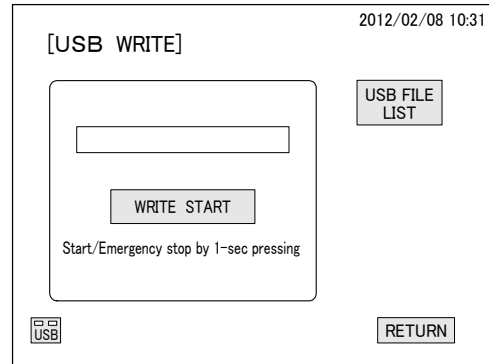 2012/02/08 10:31
[USB WRITE]
USB FILE
LIST
WRITE START
Start/Emergency stop by 1-sec pressing
USB
RETURN